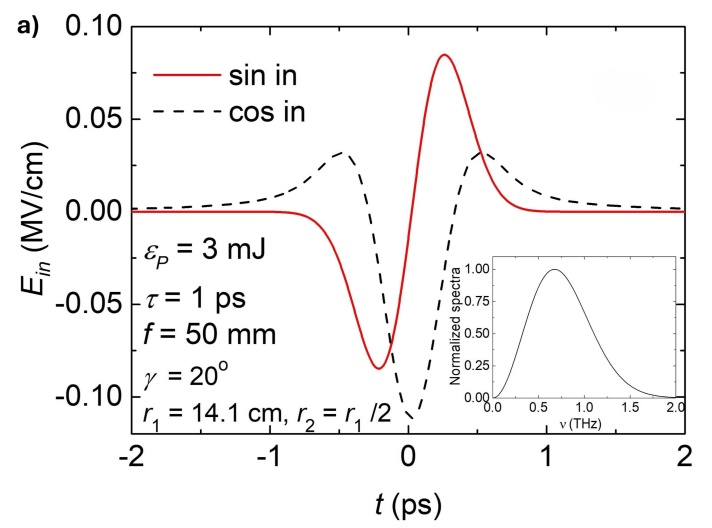 a)
0.10
0.05
0.00
-0.05
-0.10
E_in (MV/cm)
sin in
cos in
ε_P = 3 mJ
τ = 1 ps
f = 50 mm
γ = 20°
r_1 = 14.1 cm, r_2 = r_1 /2
Normalized spectra
1.00
0.75
0.50
0.25
0.00
0.0 0.5 1.0 1.5 2.0
ν (THz)
-2 -1 0 1 2
t (ps)